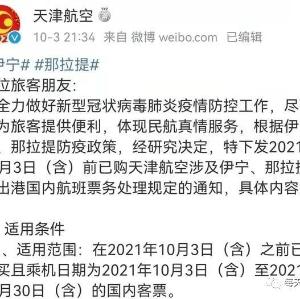 天津航空
10-3 21:34 来自 微博 weibo.com
伊宁# #那拉提#
位旅客朋友:
全力做好新型冠状病毒肺炎疫情防控工作,尽
为旅客提供便利,体现民航真情服务,根据伊
、那拉提防疫政策,经研究决定,特下发2021
月3日(含)前已购天津航空涉及伊宁、那拉提
出港国内航班票务处理规定的通知,具体内容
适用条件
、适用范围:在2021年10月3日(含)之前已
买且乘机日期为2021年10月3日(含)至2021
月30日(含)的国内客票。